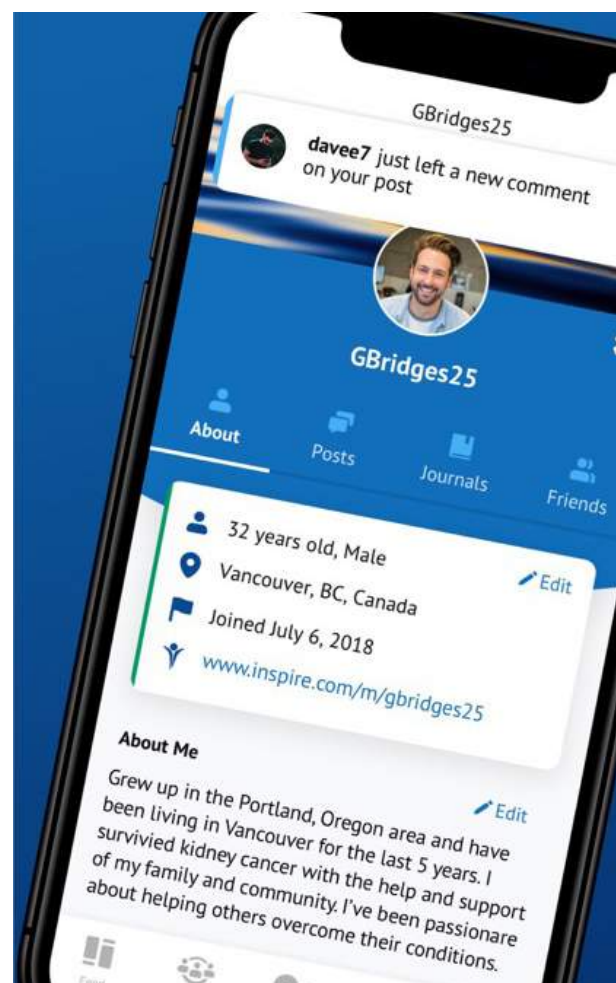 GBridges25
davee7 just left a new comment
on your post
GBridges25
About
Posts
Journals
Friends
32 years old, Male
Edit
Vancouver, BC, Canada
Joined July 6, 2018
www.inspire.com/m/gbridges25
About Me
Edit
Grew up in the Portland, Oregon area and have
been living in Vancouver for the last 5 years. I
survivied kidney cancer with the help and support
of my family and community. I've been passionare
about helping others overcome their conditions.